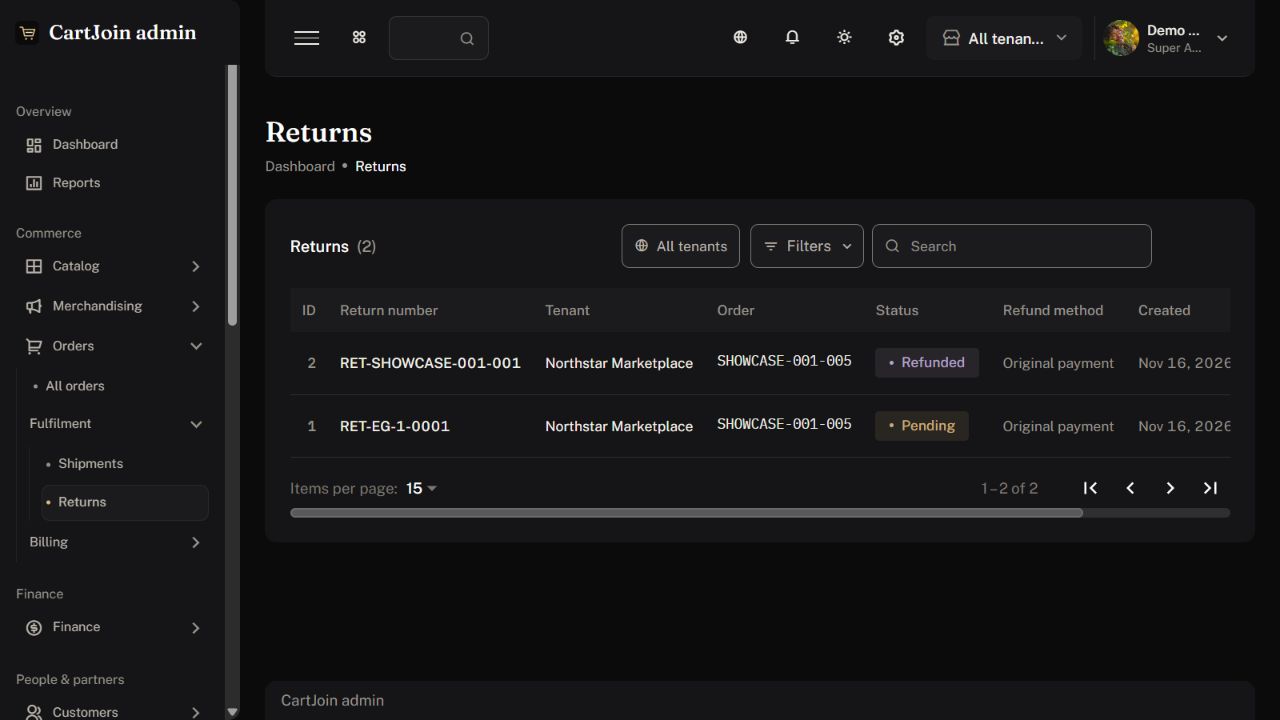 CartJoin admin
All tenan...
Demo ...
Super A...
Overview
Dashboard
Reports
Commerce
Catalog
Merchandising
Orders
All orders
Fulfilment
Shipments
Returns
Billing
Finance
Finance
People & partners
Customers
Returns
Dashboard • Returns
Returns (2)
All tenants
Filters
Search
ID Return number Tenant Order Status Refund method Created
2 RET-SHOWCASE-001-001 Northstar Marketplace SHOWCASE-001-005 • Refunded Original payment Nov 16, 2026
1 RET-EG-1-0001 Northstar Marketplace SHOWCASE-001-005 • Pending Original payment Nov 16, 2026
Items per page: 15 1–2 of 2
CartJoin admin